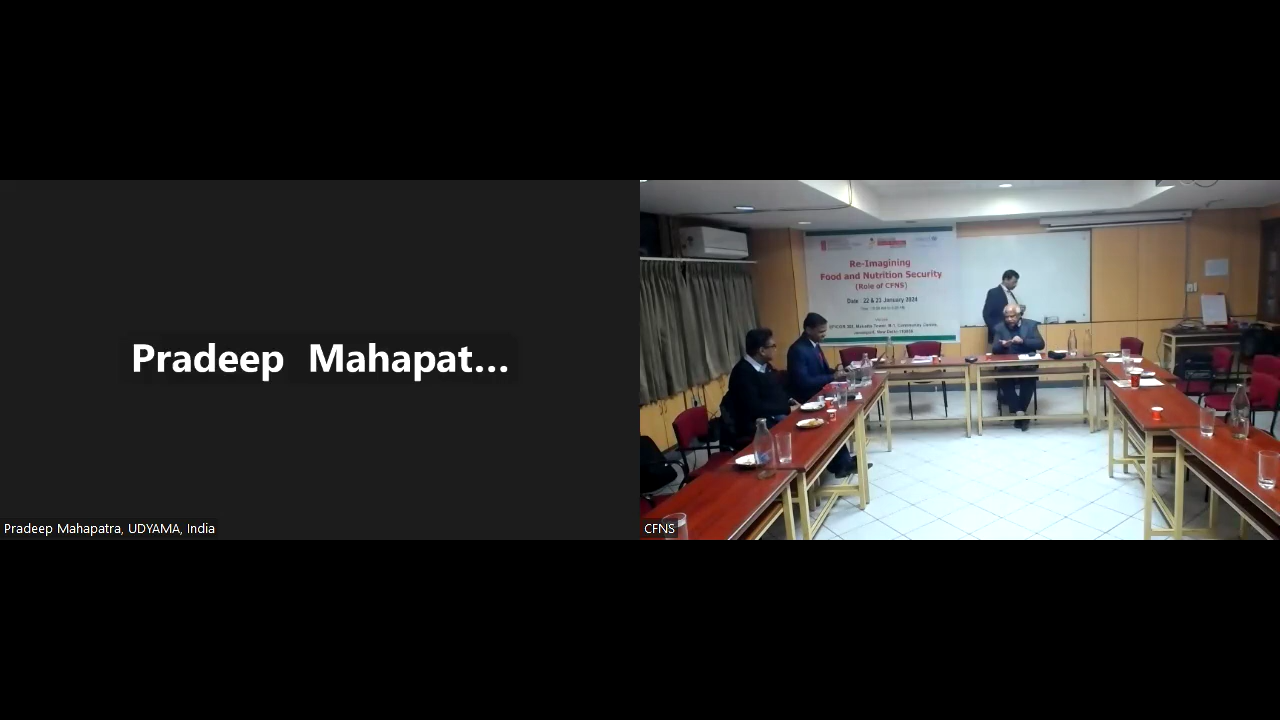 Pradeep Mahapat...
Pradeep Mahapatra, UDYAMA, India
Re-Imagining
Food and Nutrition Security
(Role of CFNS)
Date : 22 & 23 January 2024
CFNS